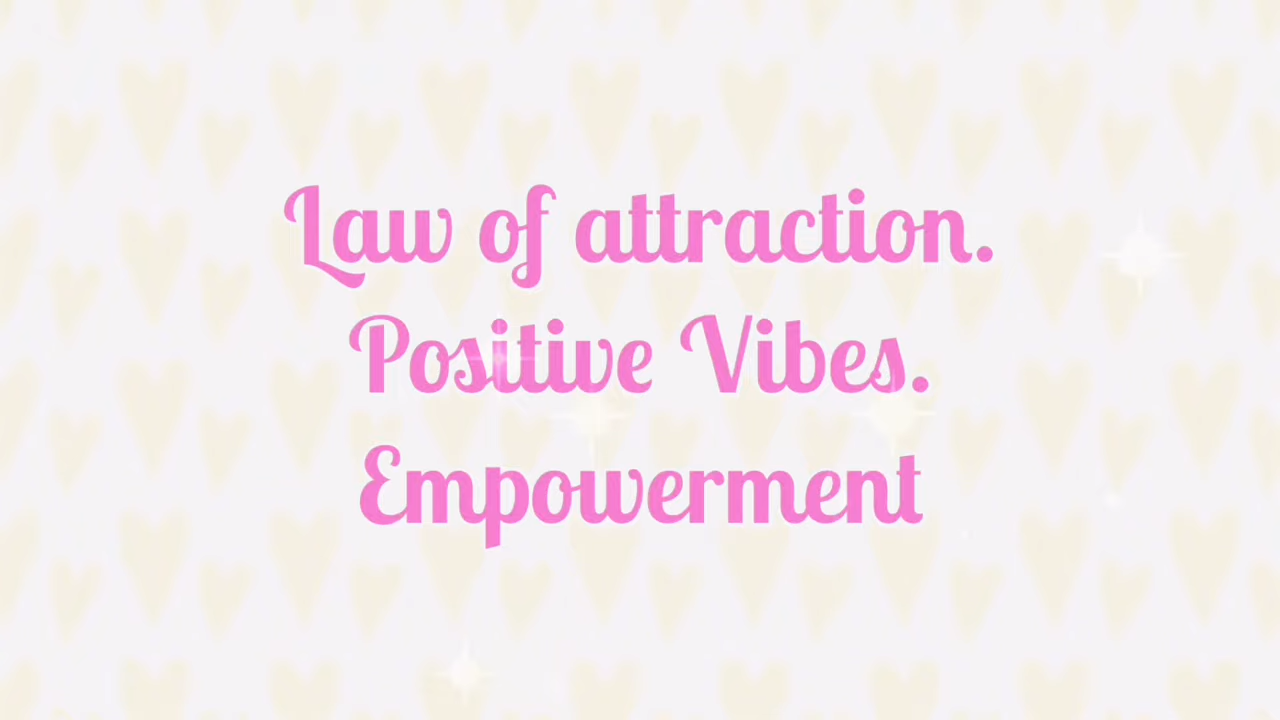 Law of attraction.
Positive Vibes.
Empowerment